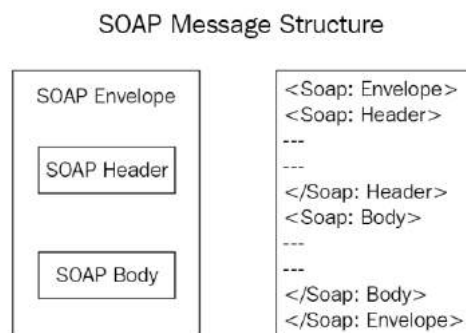 SOAP Message Structure
SOAP Envelope
SOAP Header
SOAP Body
<Soap: Envelope>
<Soap: Header>
---
---
</Soap: Header>
<Soap: Body>
---
---
</Soap: Body>
</Soap: Envelope>